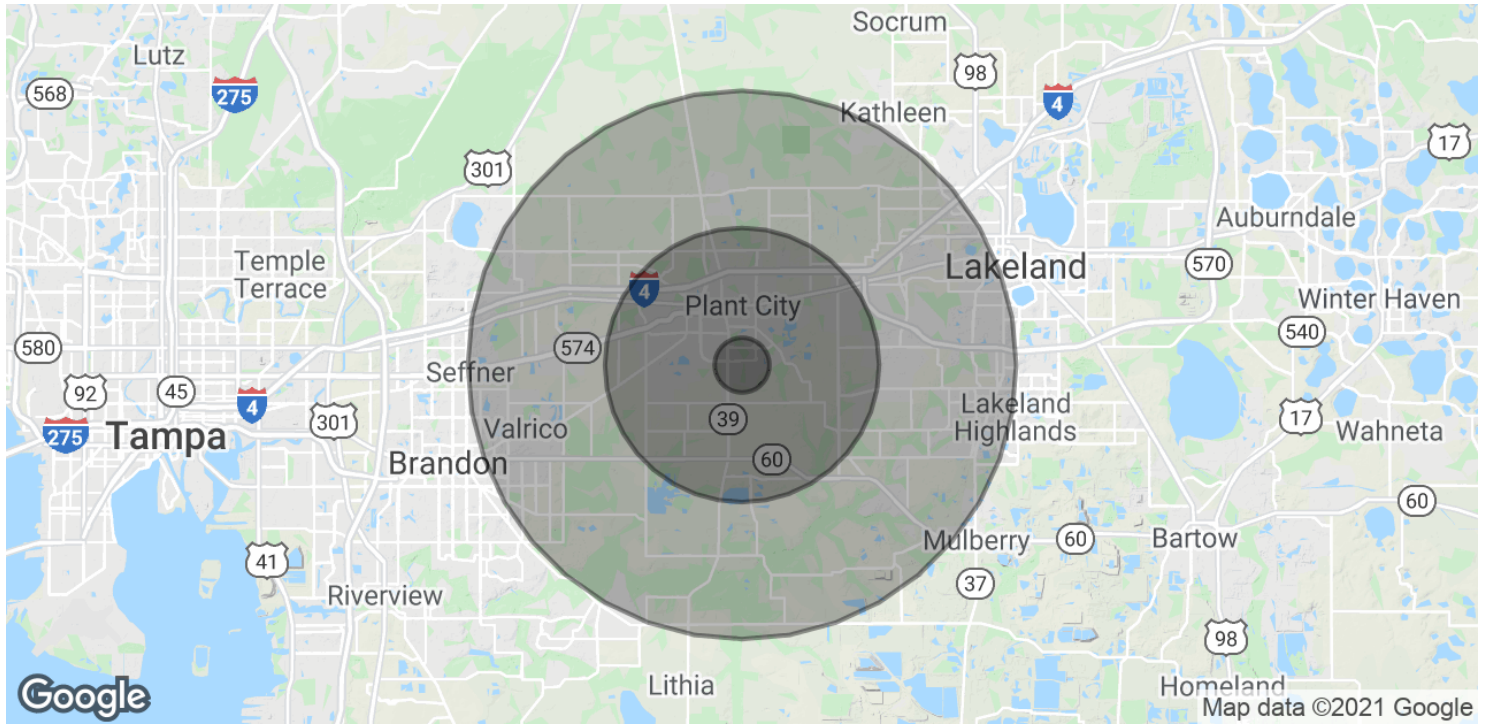 Socrum
Lutz
98
568
275
4
Kathleen
17
301
Auburndale
Temple
Terrace
Lakeland
570
4
Plant City
Winter Haven
540
580
574
Seffner
92
45
4
39
Lakeland
Highlands
17
301
Valrico
Wahneta
275
Tampa
Brandon
60
60
Mulberry
60
Bartow
41
37
Riverview
98
Lithia
Homeland
Google
Map data ©2021 Google